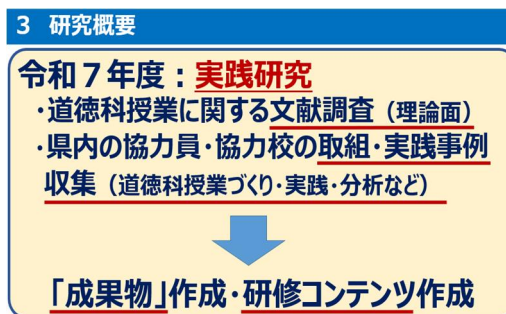 3 研究概要
令和7年度：実践研究
・道徳科授業に関する文献調査（理論面）
・県内の協力員・協力校の取組・実践事例
収集（道徳科授業づくり・実践・分析など）
「成果物」作成・研修コンテンツ作成